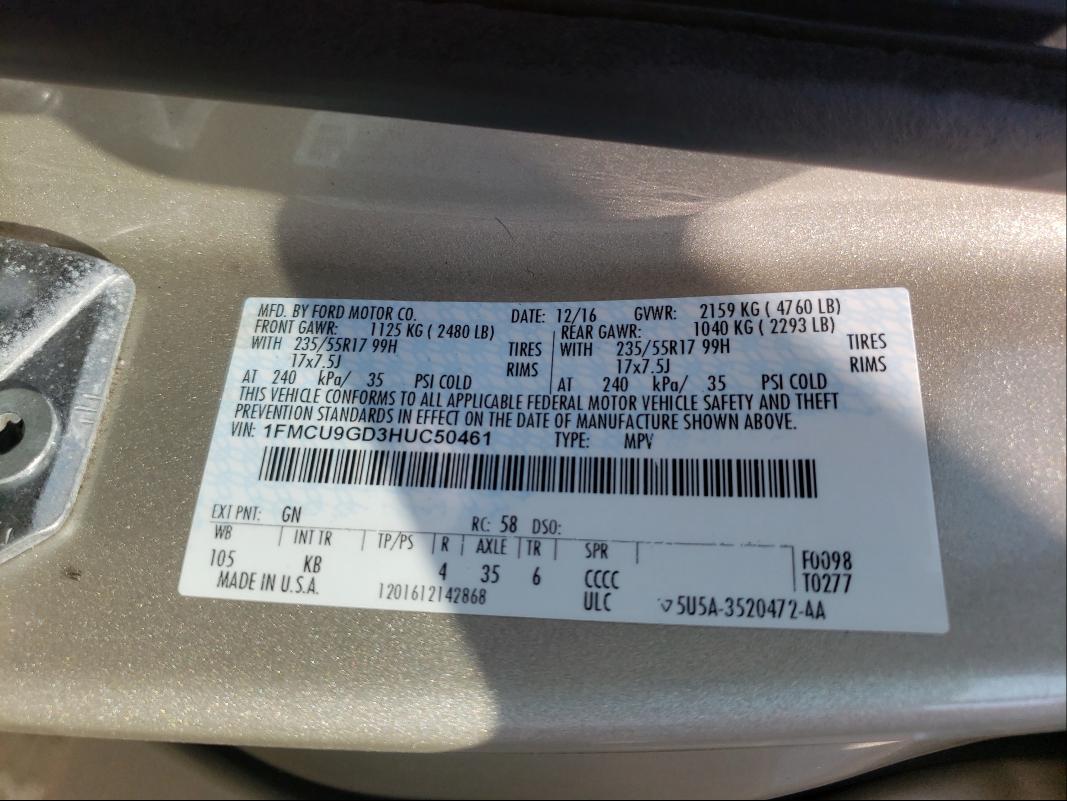 MFD. BY FORD MOTOR CO. DATE: 12/16 GVWR: 2159 KG ( 4760 LB)
FRONT GAWR: 1125 KG ( 2480 LB) REAR GAWR: 1040 KG ( 2293 LB)
WITH 235/55R17 99H TIRES WITH 235/55R17 99H TIRES
17x7.5J RIMS 17x7.5J RIMS
AT 240 kPa/ 35 PSI COLD AT 240 kPa/ 35 PSI COLD
THIS VEHICLE CONFORMS TO ALL APPLICABLE FEDERAL MOTOR VEHICLE SAFETY AND THEFT
PREVENTION STANDARDS IN EFFECT ON THE DATE OF MANUFACTURE SHOWN ABOVE.
VIN: 1FMCU9GD3HUC50461 TYPE: MPV
EXT PNT: GN RC: 58 DSO:
WB INT TR TP/PS R AXLE TR SPR F0098
105 KB 4 35 6 CCCC T0277
MADE IN U.S.A. 1201612142868 ULC 5U5A-3520472-AA